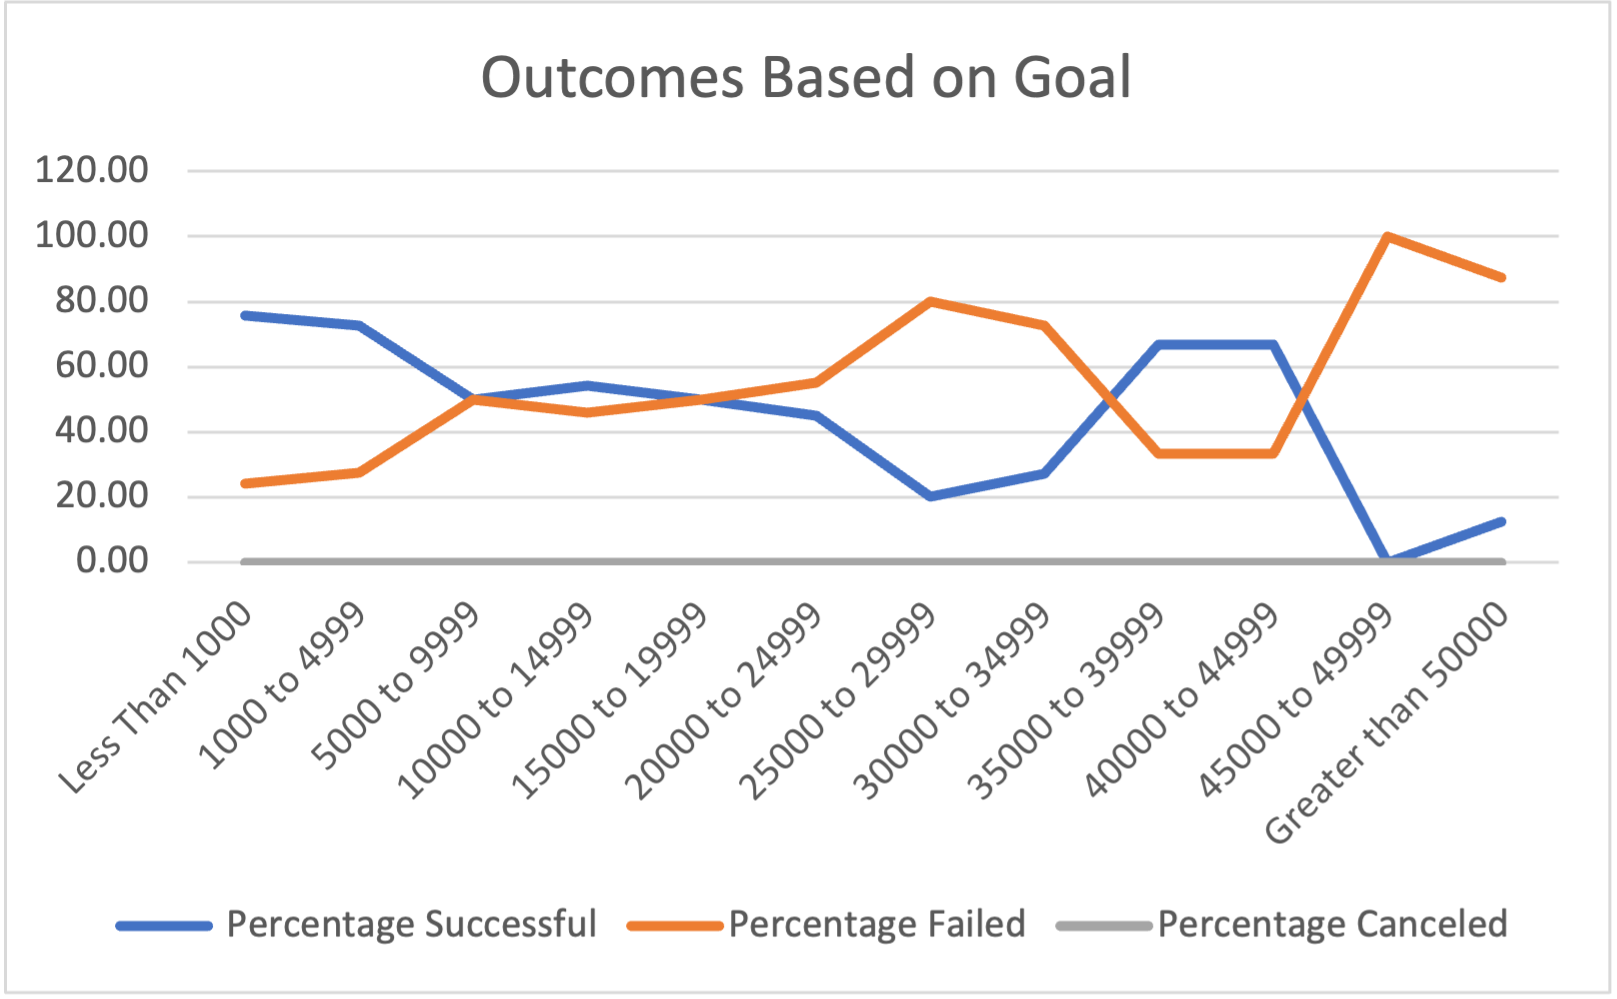 Outcomes Based on Goal
120.00
100.00
80.00
60.00
40.00
20.00
0.00
Less Than 1000
1000 to 4999
5000 to 9999
10000 to 14999
15000 to 19999
20000 to 24999
25000 to 29999
30000 to 34999
35000 to 39999
40000 to 44999
45000 to 49999
Greater than 50000
Percentage Successful
Percentage Failed
Percentage Canceled